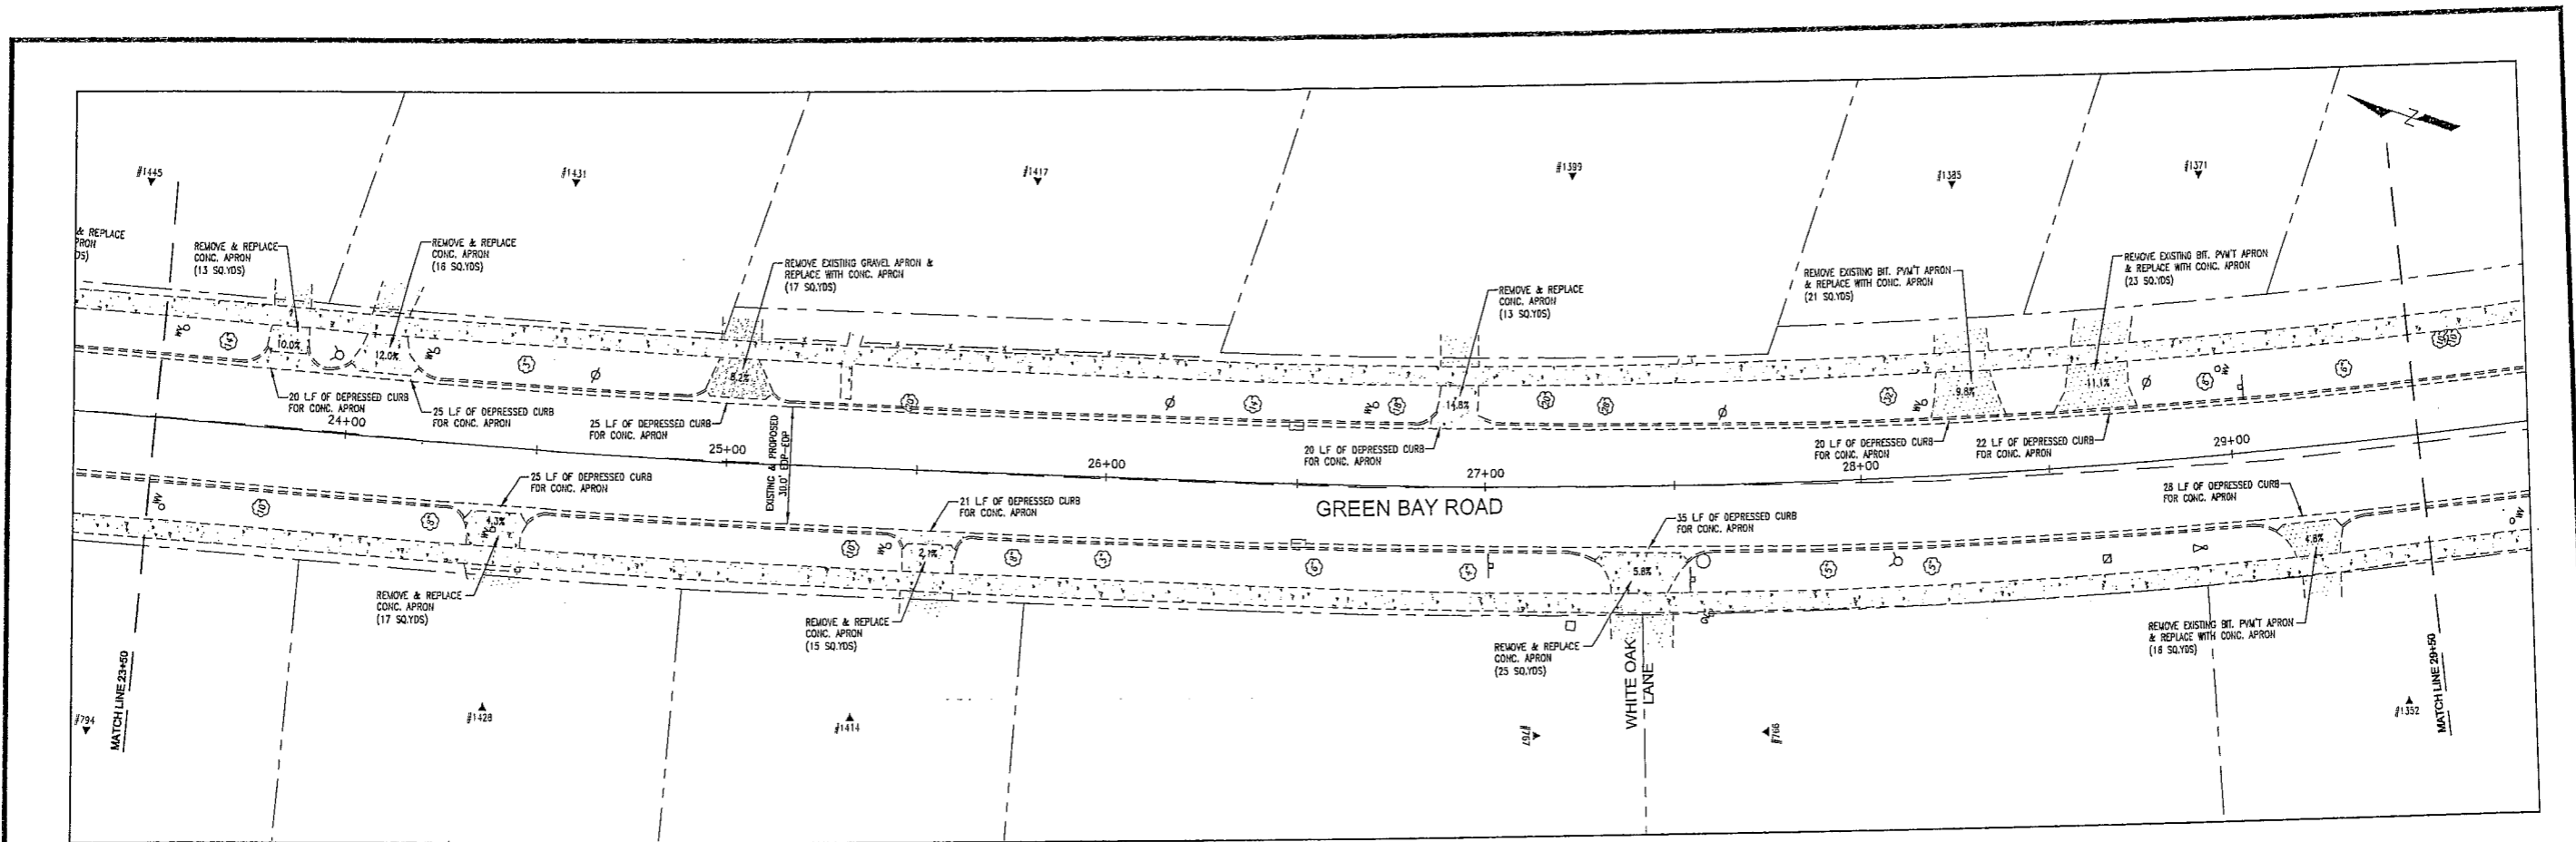 #1445
#1431
#1417
#1399
#1385
#1371
Z
& REPLACE
PRON
DS)
REMOVE & REPLACE
CONC. APRON
(13 SQ.YDS)
REMOVE & REPLACE
CONC. APRON
(16 SQ.YDS)
REMOVE EXISTING GRAVEL APRON &
REPLACE WITH CONC. APRON
(17 SQ.YDS)
REMOVE & REPLACE
CONC. APRON
(13 SQ.YDS)
REMOVE EXISTING BIT. PVM'T APRON
& REPLACE WITH CONC. APRON
(21 SQ.YDS)
REMOVE EXISTING BIT. PVM'T APRON
& REPLACE WITH CONC. APRON
(23 SQ.YDS)
10.0%
12.0%
8.2%
14.8%
9.8%
11.1%
20 L.F OF DEPRESSED CURB
FOR CONC. APRON
25 L.F OF DEPRESSED CURB
FOR CONC. APRON
25 L.F OF DEPRESSED CURB
FOR CONC. APRON
20 L.F OF DEPRESSED CURB
FOR CONC. APRON
20 L.F OF DEPRESSED CURB
FOR CONC. APRON
22 L.F OF DEPRESSED CURB
FOR CONC. APRON
24+00
25+00
26+00
27+00
28+00
29+00
EXISTING & PROPOSED
30.0' EOP-EOP
GREEN BAY ROAD
25 L.F OF DEPRESSED CURB
FOR CONC. APRON
21 L.F OF DEPRESSED CURB
FOR CONC. APRON
35 L.F OF DEPRESSED CURB
FOR CONC. APRON
28 L.F OF DEPRESSED CURB
FOR CONC. APRON
4.3%
2.1%
5.8%
4.8%
REMOVE & REPLACE
CONC. APRON
(17 SQ.YDS)
REMOVE & REPLACE
CONC. APRON
(15 SQ.YDS)
REMOVE & REPLACE
CONC. APRON
(25 SQ.YDS)
REMOVE EXISTING BIT. PVM'T APRON
& REPLACE WITH CONC. APRON
(18 SQ.YDS)
WHITE OAK
LANE
MATCH LINE 23+50
MATCH LINE 29+50
#794
#1428
#1414
#767
#766
#1352